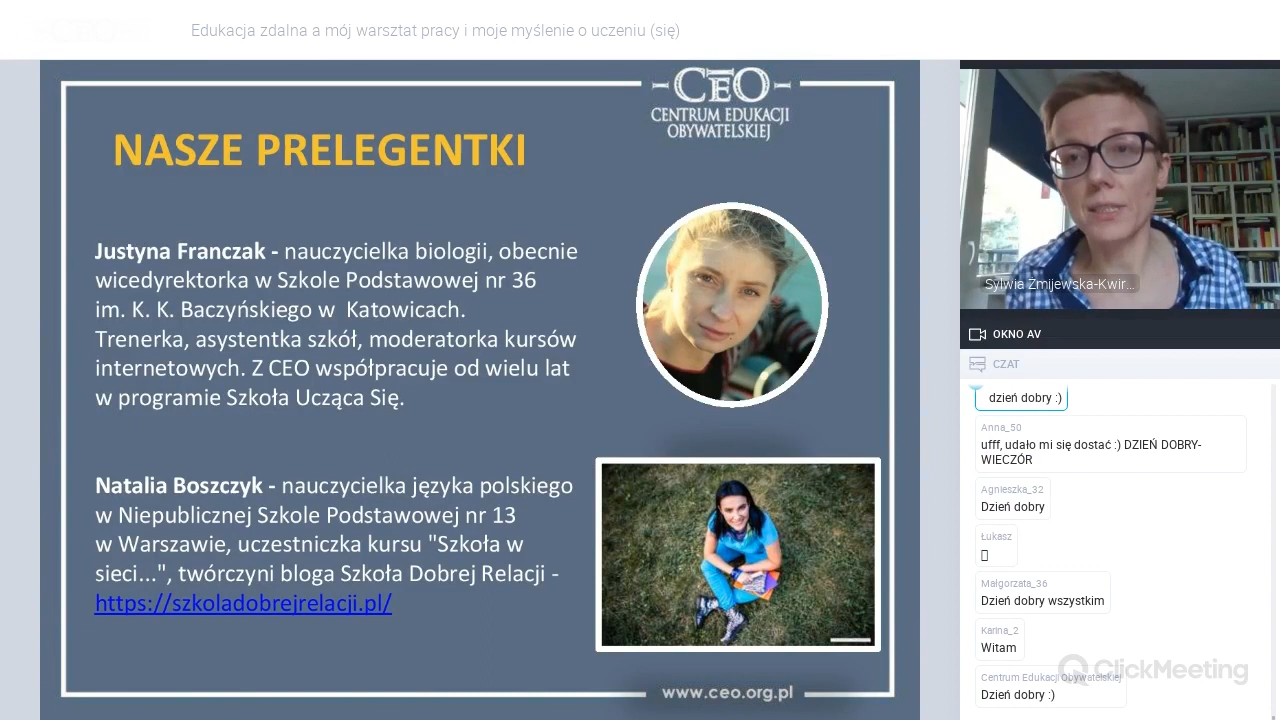 Edukacja zdalna a mój warsztat pracy i moje myślenie o uczeniu (się)
CEO
CENTRUM EDUKACJI
OBYWATELSKIEJ
NASZE PRELEGENTKI
Justyna Franczak - nauczycielka biologii, obecnie
wicedyrektorka w Szkole Podstawowej nr 36
im. K. K. Baczyńskiego w Katowicach.
Trenerka, asystentka szkół, moderatorka kursów
internetowych. Z CEO współpracuje od wielu lat
w programie Szkoła Ucząca Się.
Natalia Boszczyk - nauczycielka języka polskiego
w Niepublicznej Szkole Podstawowej nr 13
w Warszawie, uczestniczka kursu "Szkoła w
sieci...", twórczyni bloga Szkoła Dobrej Relacji -
https://szkoladobrejrelacji.pl/
www.ceo.org.pl
Sylwia Żmijewska-Kwir...
OKNO AV
CZAT
dzień dobry :)
Anna_50
ufff, udało mi się dostać :) DZIEŃ DOBRY-
WIECZÓR
Agnieszka_32
Dzień dobry
Łukasz
Małgorzata_36
Dzień dobry wszystkim
Karina_2
Witam
Centrum Edukacji Obywatelskiej
Dzień dobry :)
ClickMeeting